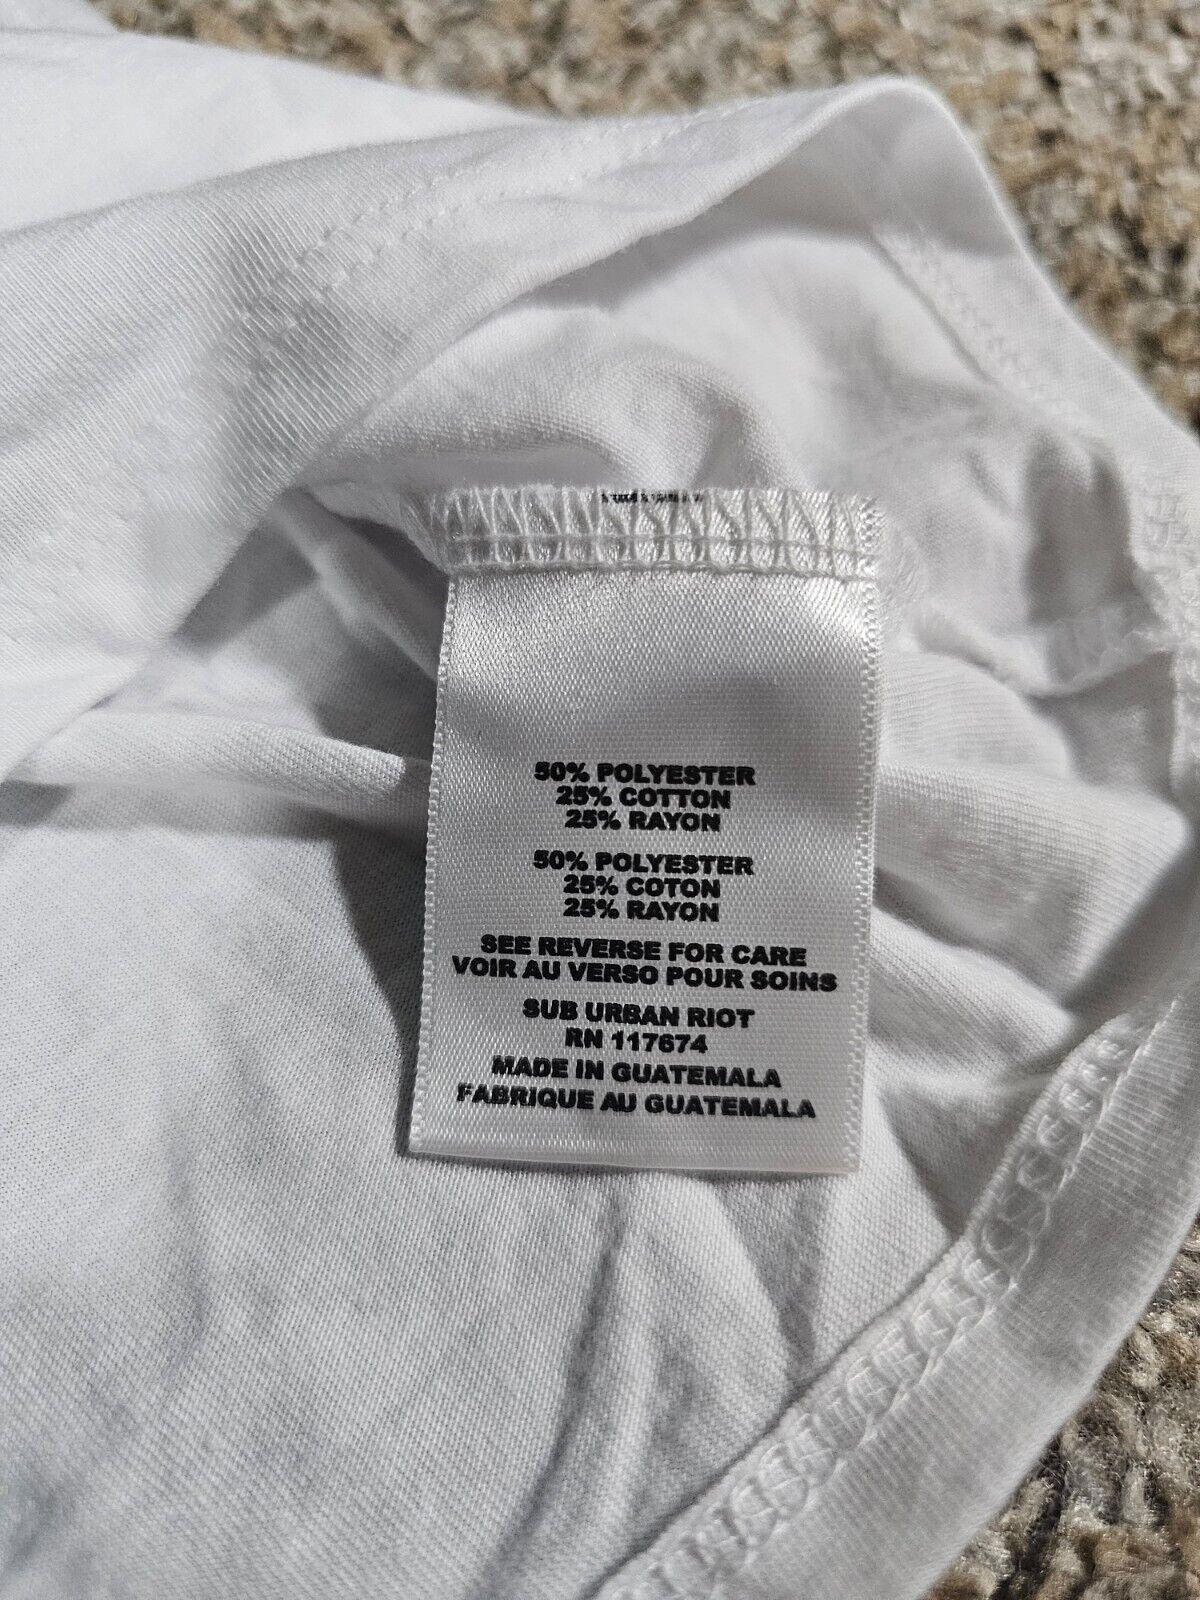 50% POLYESTER
25% COTTON
25% RAYON
50% POLYESTER
25% COTON
25% RAYON
SEE REVERSE FOR CARE
VOIR AU VERSO POUR SOINS
SUB URBAN RIOT
RN 117674
MADE IN GUATEMALA
FABRIQUE AU GUATEMALA